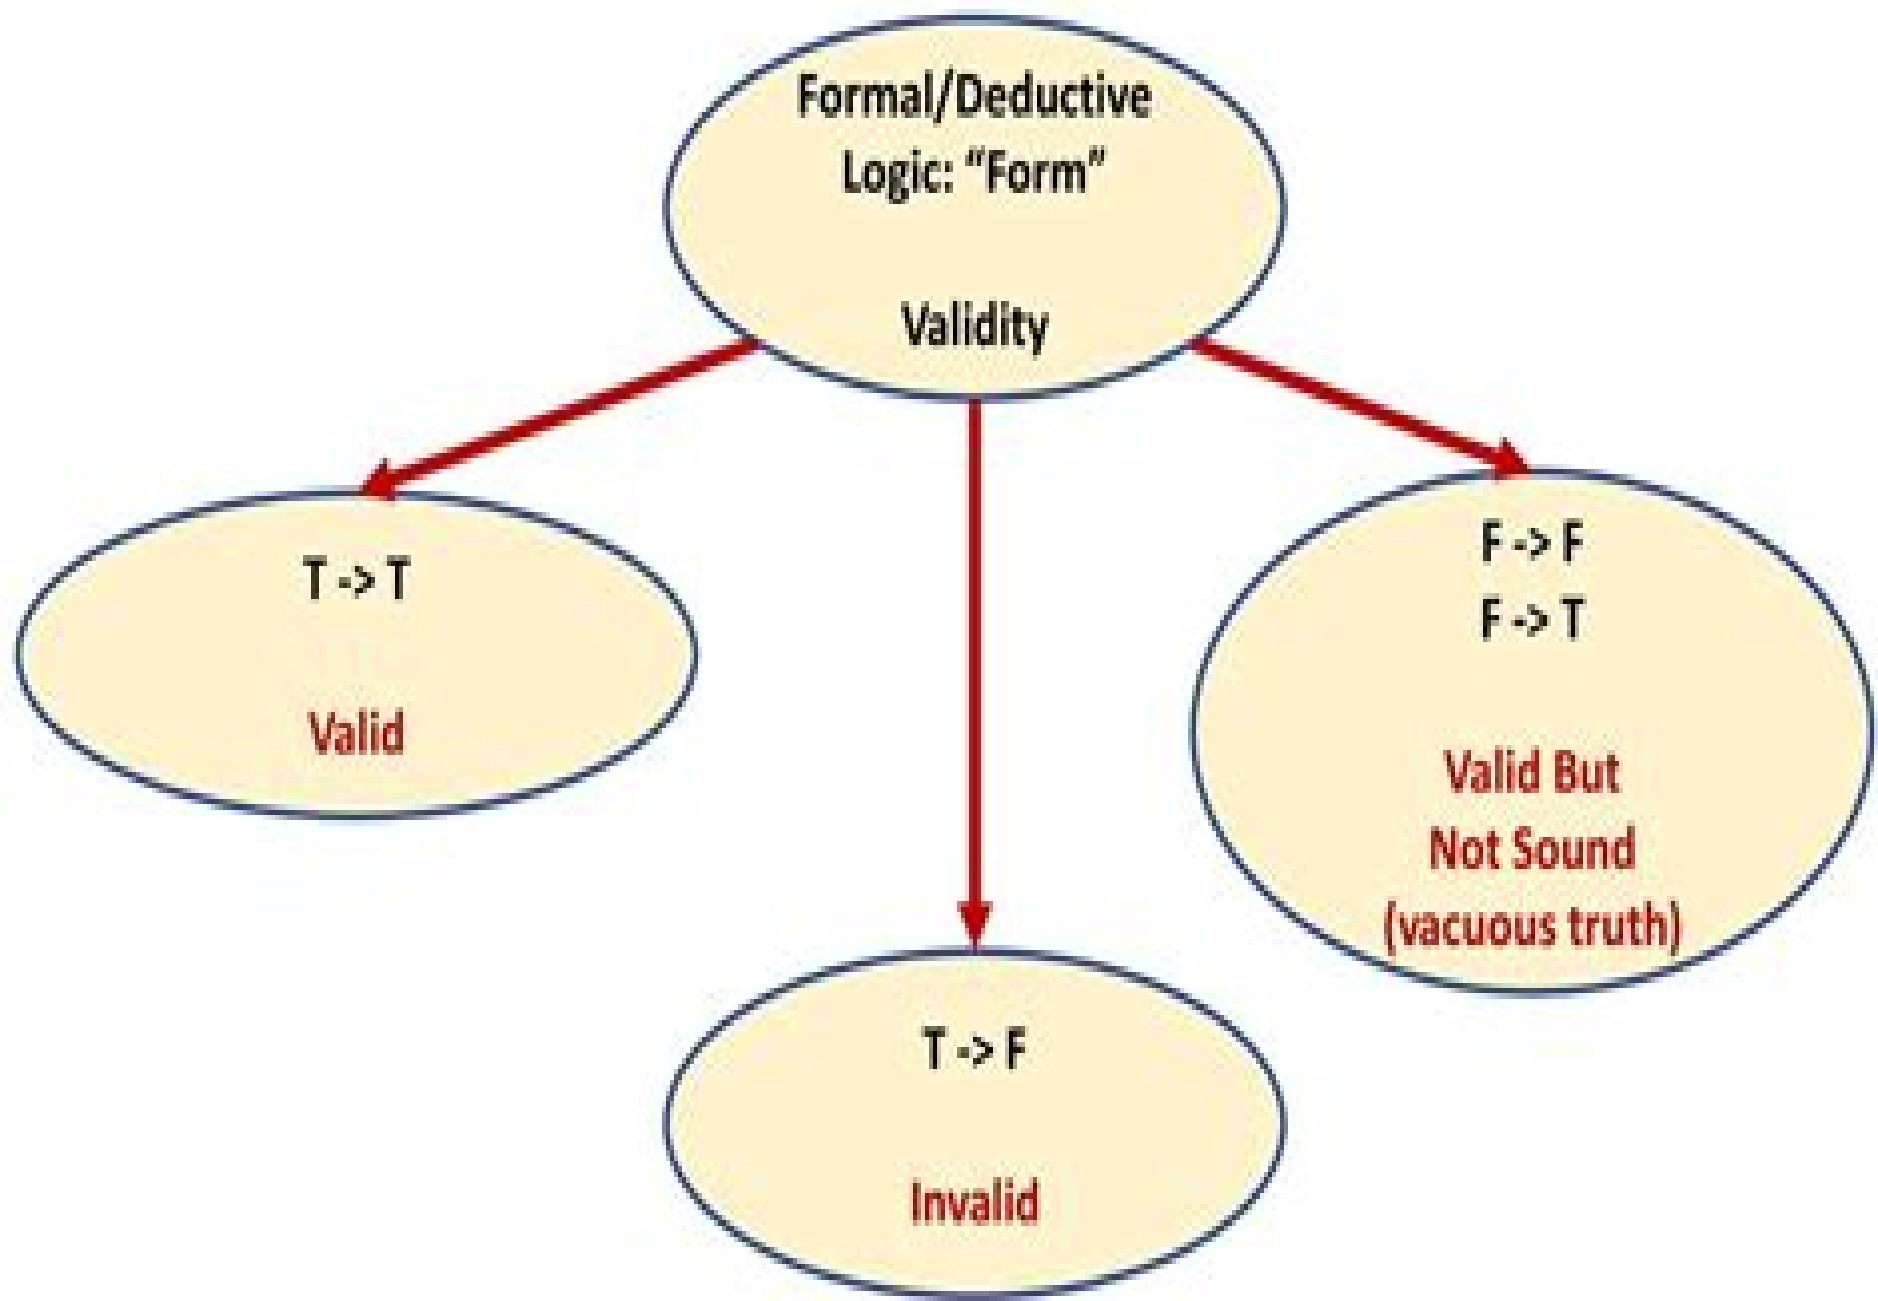 Formal/Deductive
Logic: “Form”
Validity
T -> T
Valid
F -> F
F -> T
Valid But
Not Sound
(vacuous truth)
T -> F
Invalid